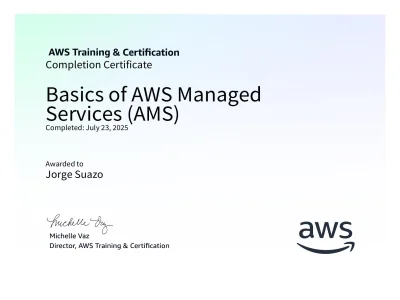 AWS Training & Certification
Completion Certificate
Basics of AWS Managed
Services (AMS)
Completed: July 23, 2025
Awarded to
Jorge Suazo
Michelle Vaz
Michelle Vaz
Director, AWS Training & Certification
aws